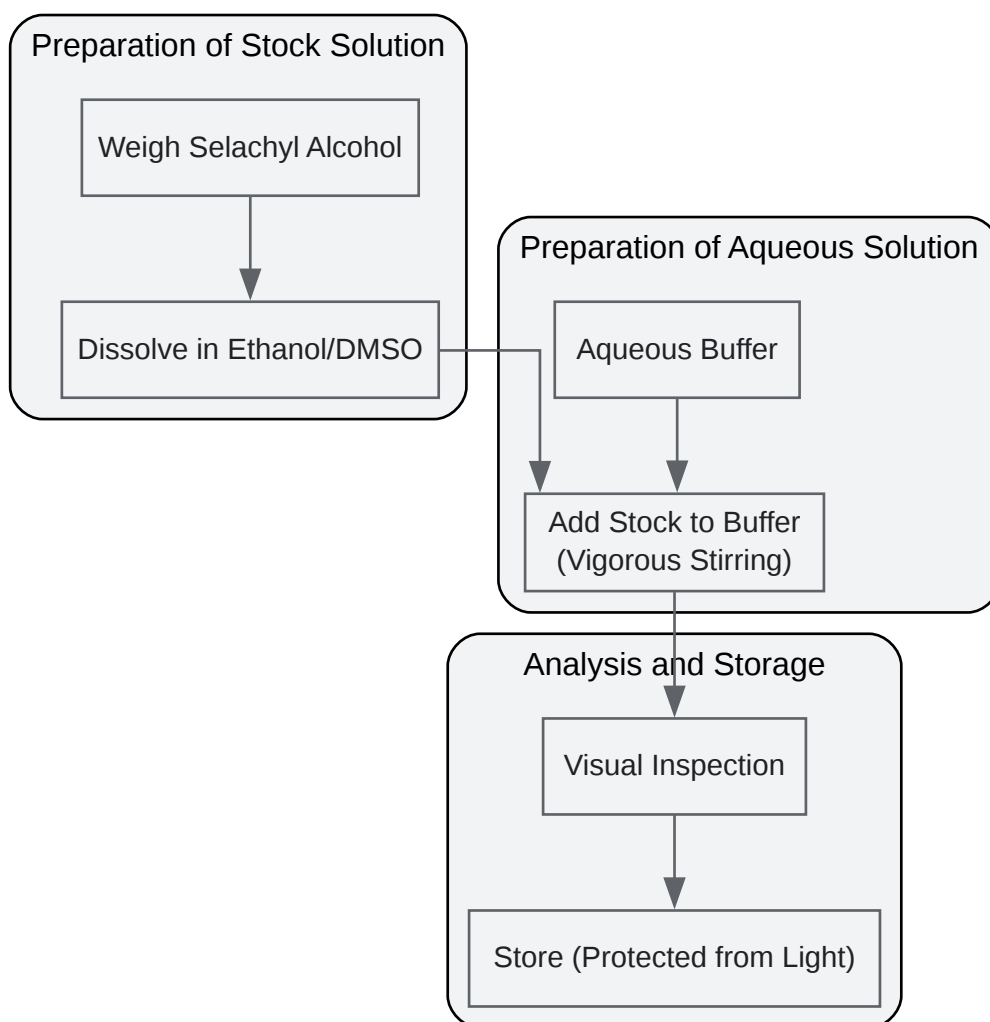 Preparation of Stock Solution
Weigh Selachyl Alcohol
Dissolve in Ethanol/DMSO
Preparation of Aqueous Solution
Aqueous Buffer
Add Stock to Buffer
(Vigorous Stirring)
Analysis and Storage
Visual Inspection
Store (Protected from Light)